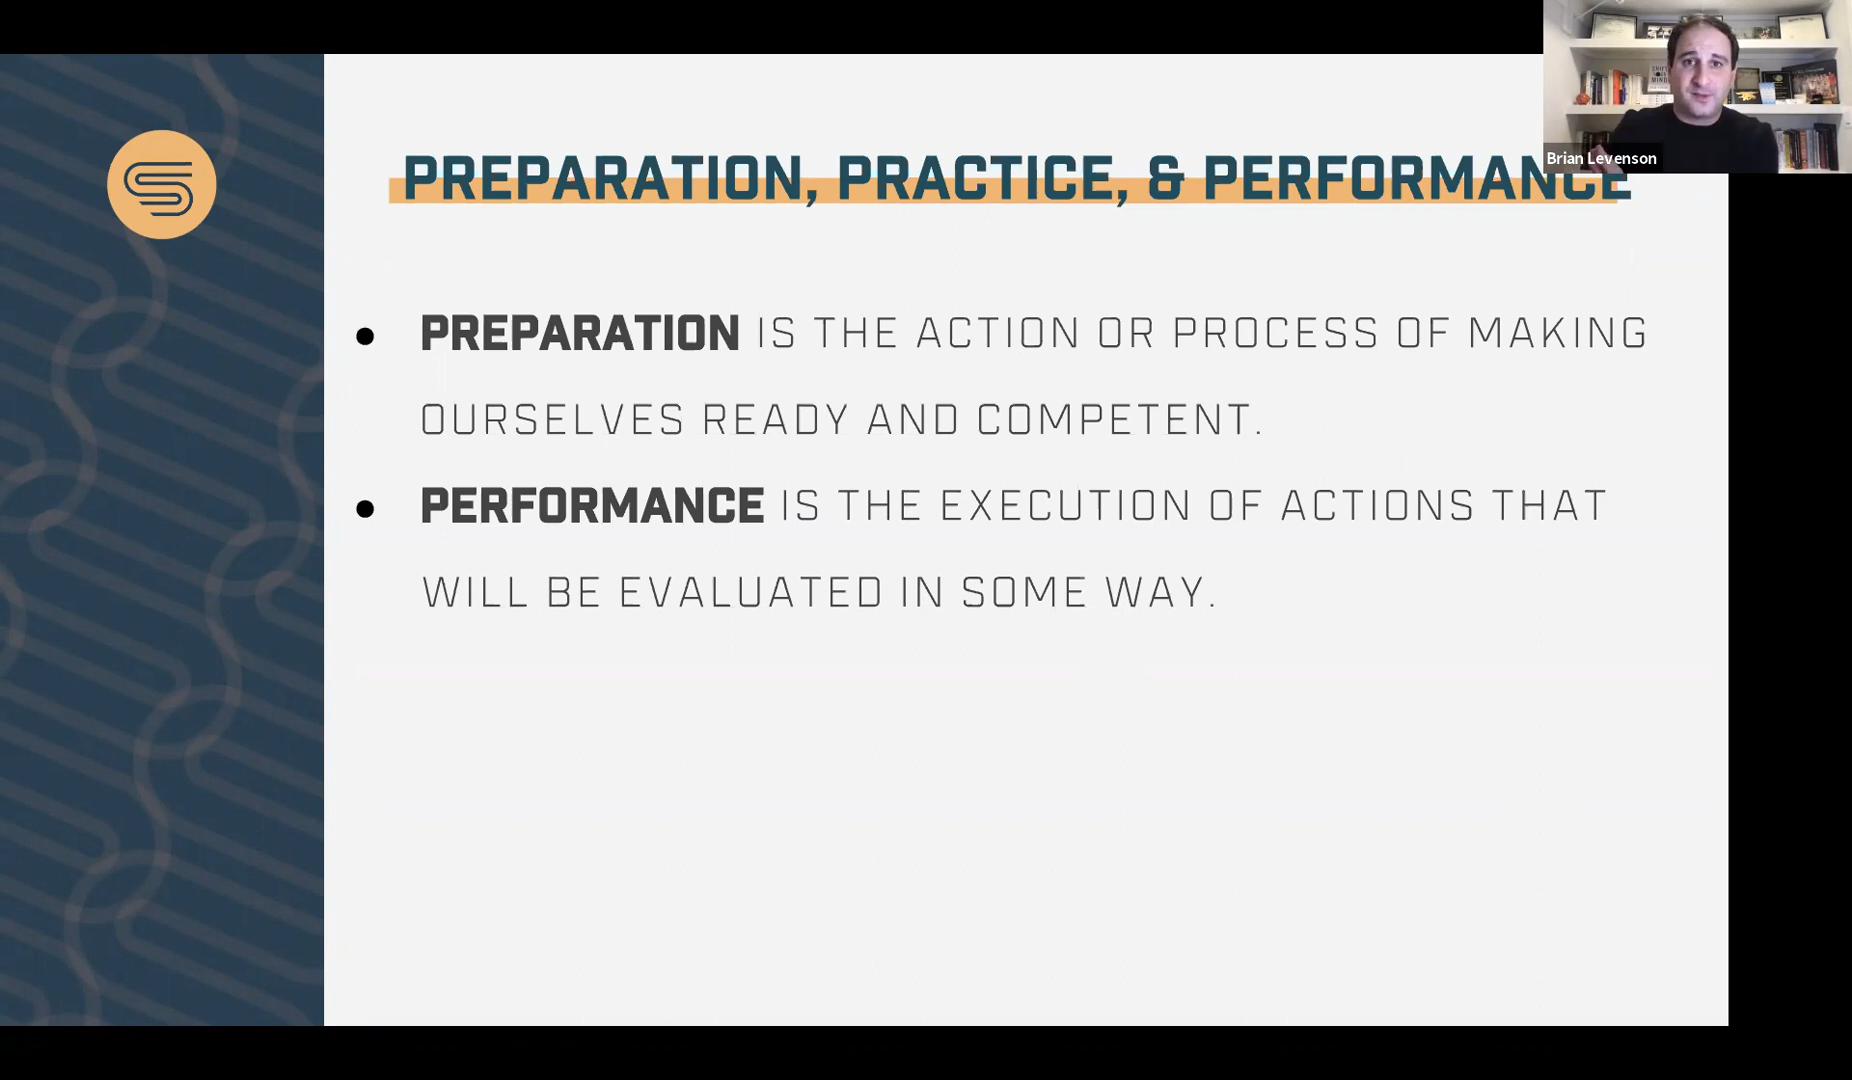 PREPARATION, PRACTICE, & PERFORMANCE
Brian Levenson
PREPARATION IS THE ACTION OR PROCESS OF MAKING
OURSELVES READY AND COMPETENT.
PERFORMANCE IS THE EXECUTION OF ACTIONS THAT
WILL BE EVALUATED IN SOME WAY.